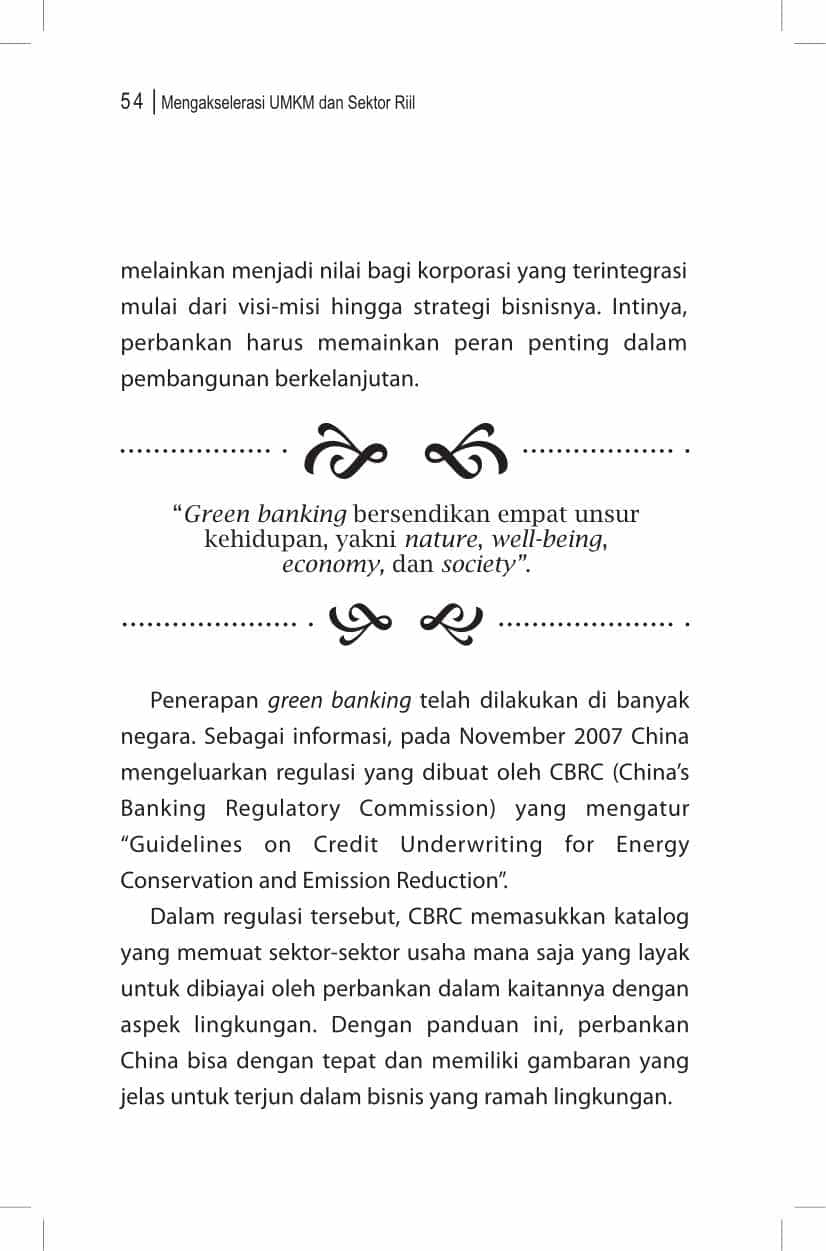 54 | Mengakselerasi UMKM dan Sektor Riil
melainkan menjadi nilai bagi korporasi yang terintegrasi
mulai dari visi-misi hingga strategi bisnisnya. Intinya,
perbankan harus memainkan peran penting dalam
pembangunan berkelanjutan.
“Green banking bersendikan empat unsur
kehidupan, yakni nature, well-being,
economy, dan society”.
Penerapan green banking telah dilakukan di banyak
negara. Sebagai informasi, pada November 2007 China
mengeluarkan regulasi yang dibuat oleh CBRC (China’s
Banking Regulatory Commission) yang mengatur
“Guidelines on Credit Underwriting for Energy
Conservation and Emission Reduction”.
Dalam regulasi tersebut, CBRC memasukkan katalog
yang memuat sektor-sektor usaha mana saja yang layak
untuk dibiayai oleh perbankan dalam kaitannya dengan
aspek lingkungan. Dengan panduan ini, perbankan
China bisa dengan tepat dan memiliki gambaran yang
jelas untuk terjun dalam bisnis yang ramah lingkungan.